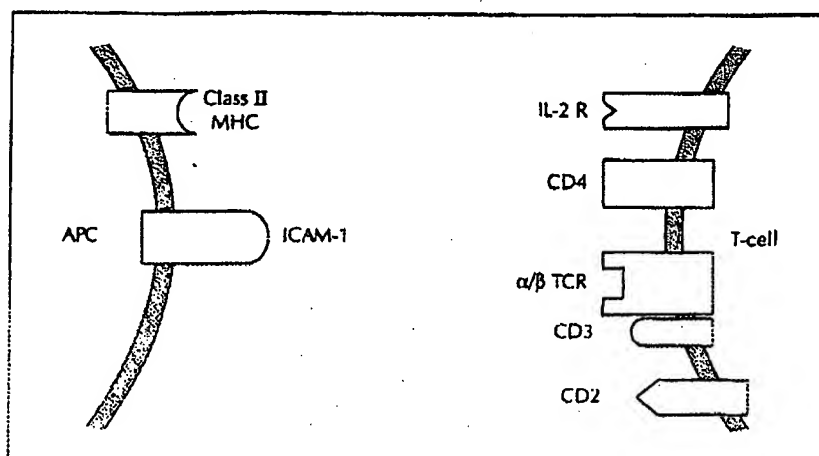 Class II
MHC
APC
ICAM-1
IL-2 R
CD4
T-cell
α/β TCR
CD3
CD2